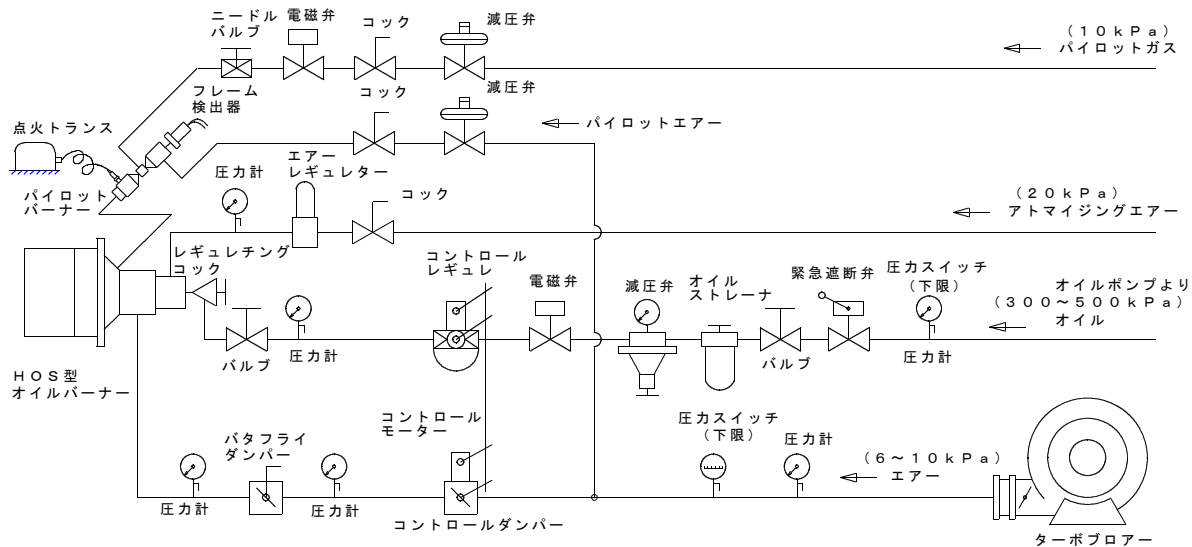 ニードル
バルブ
電磁弁
コック
減圧弁
（１０ｋＰａ）
パイロットガス
フレーム
検出器
コック
減圧弁
パイロットエアー
点火トランス
パイロット
バーナー
圧力計
エアー
レギュレター
コック
（２０ｋＰａ）
アトマイジングエアー
レギュレチング
コック
コントロール
レギュレ
電磁弁
減圧弁
オイル
ストレーナ
緊急遮断弁
圧力スイッチ
（下限）
オイルポンプより
（３００～５００ｋＰａ）
オイル
バルブ
圧力計
バルブ
圧力計
ＨＯＳ型
オイルバーナー
バタフライ
ダンパー
コントロール
モーター
圧力スイッチ
（下限）
圧力計
（６～１０ｋＰａ）
エアー
圧力計
圧力計
コントロールダンパー
ターボブロアー